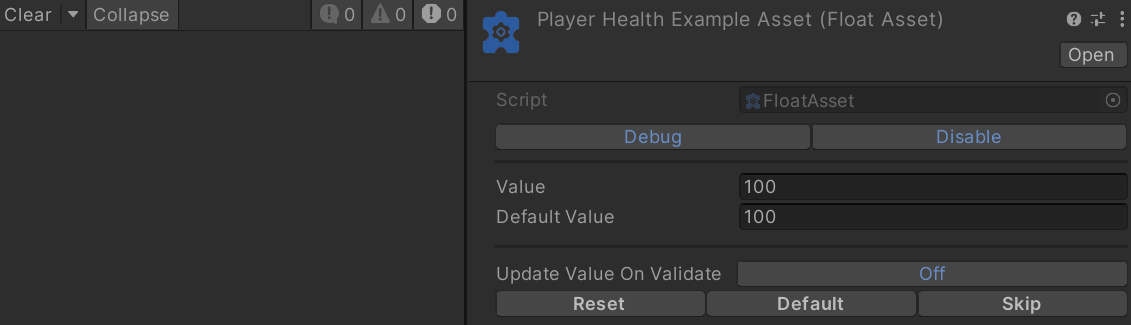 Clear Collapse 0 0 0
Player Health Example Asset (Float Asset)
Open
Script FloatAsset
Debug Disable
Value 100
Default Value 100
Update Value On Validate Off
Reset Default Skip